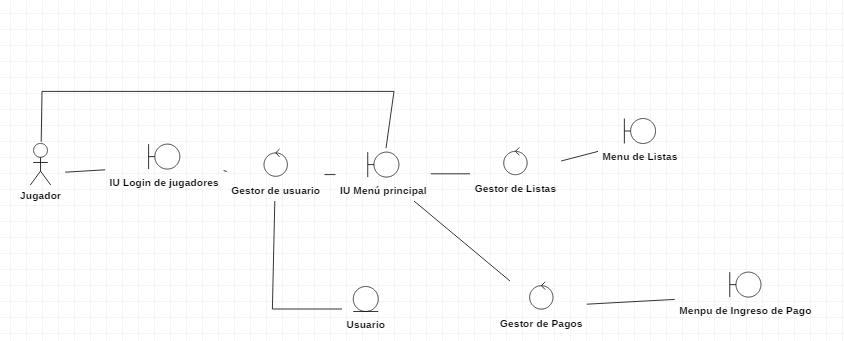 Menu de Listas
IU Login de jugadores
Gestor de usuario
IU Menú principal
Gestor de Listas
Jugador
Usuario
Gestor de Pagos
Menpu de Ingreso de Pago